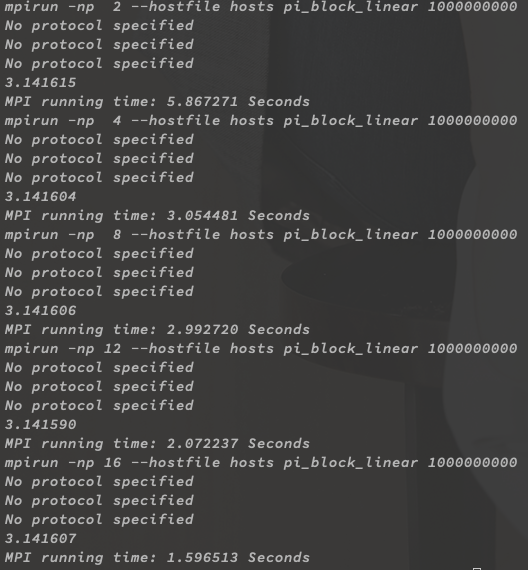 mpirun -np  2 --hostfile hosts pi_block_linear 1000000000
No protocol specified
No protocol specified
No protocol specified
3.141615
MPI running time: 5.867271 Seconds
mpirun -np  4 --hostfile hosts pi_block_linear 1000000000
No protocol specified
No protocol specified
No protocol specified
3.141604
MPI running time: 3.054481 Seconds
mpirun -np  8 --hostfile hosts pi_block_linear 1000000000
No protocol specified
No protocol specified
No protocol specified
3.141606
MPI running time: 2.992720 Seconds
mpirun -np 12 --hostfile hosts pi_block_linear 1000000000
No protocol specified
No protocol specified
No protocol specified
3.141590
MPI running time: 2.072237 Seconds
mpirun -np 16 --hostfile hosts pi_block_linear 1000000000
No protocol specified
No protocol specified
No protocol specified
3.141607
MPI running time: 1.596513 Seconds